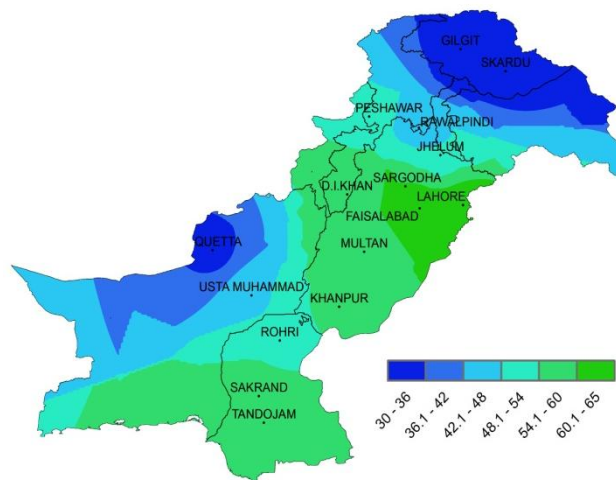 GILGIT
SKARDU
PESHAWAR
RAWALPINDI
JHELUM
SARGODHA
D.I.KHAN
LAHORE
FAISALABAD
QUETTA
MULTAN
USTA MUHAMMAD
KHANPUR
ROHRI
SAKRAND
TANDOJAM
30 - 36
36.1 - 42
42.1 - 48
48.1 - 54
54.1 - 60
60.1 - 65